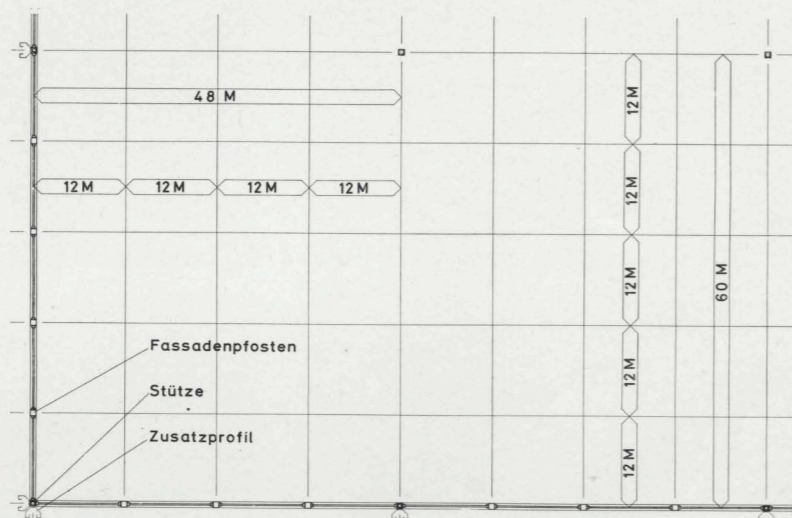 48 M
12 M
12 M 12 M 12 M 12 M
12 M
12 M
60 M
Fassadenpfosten
12 M
Stütze
Zusatzprofil
12 M